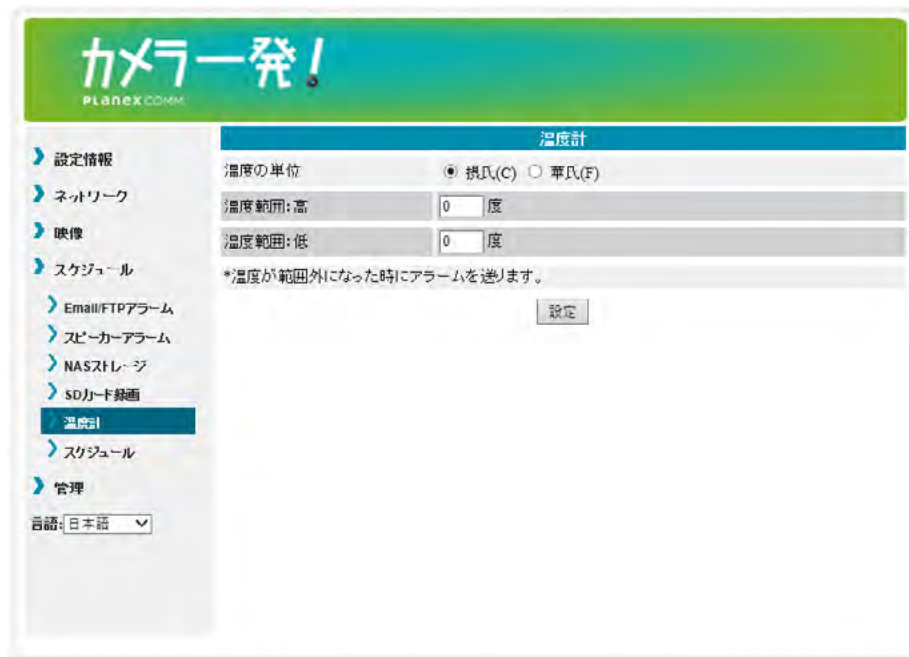 カメラ一発!
PLANEX COMM
設定情報
ネットワーク
映像
スケジュール
Email/FTPアラーム
スピーカーアラーム
NASストレージ
SDカード録画
温度計
スケジュール
管理
言語:日本語
温度計
温度の単位 摂氏(C) 華氏(F)
温度範囲:高 0 度
温度範囲:低 0 度
*温度が範囲外になった時にアラームを送ります。
設定